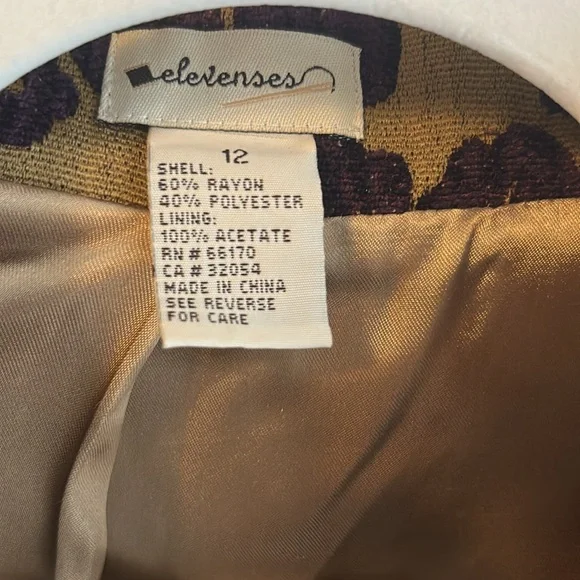 elevenses
12
SHELL:
60% RAYON
40% POLYESTER
LINING:
100% ACETATE
RN # 66170
CA # 32054
MADE IN CHINA
SEE REVERSE
FOR CARE